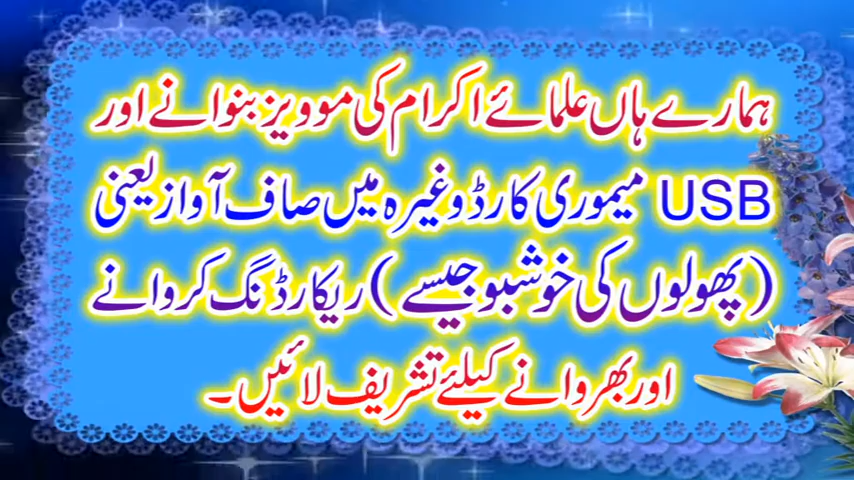 ہمارے ہاں علمائے اکرام کی موویز بنوانے اور
USB میموری کارڈ وغیرہ میں صاف آواز یعنی
(پھولوں کی خوشبو جیسے) ریکارڈنگ کروانے
اور بھروانے کیلئے تشریف لائیں۔